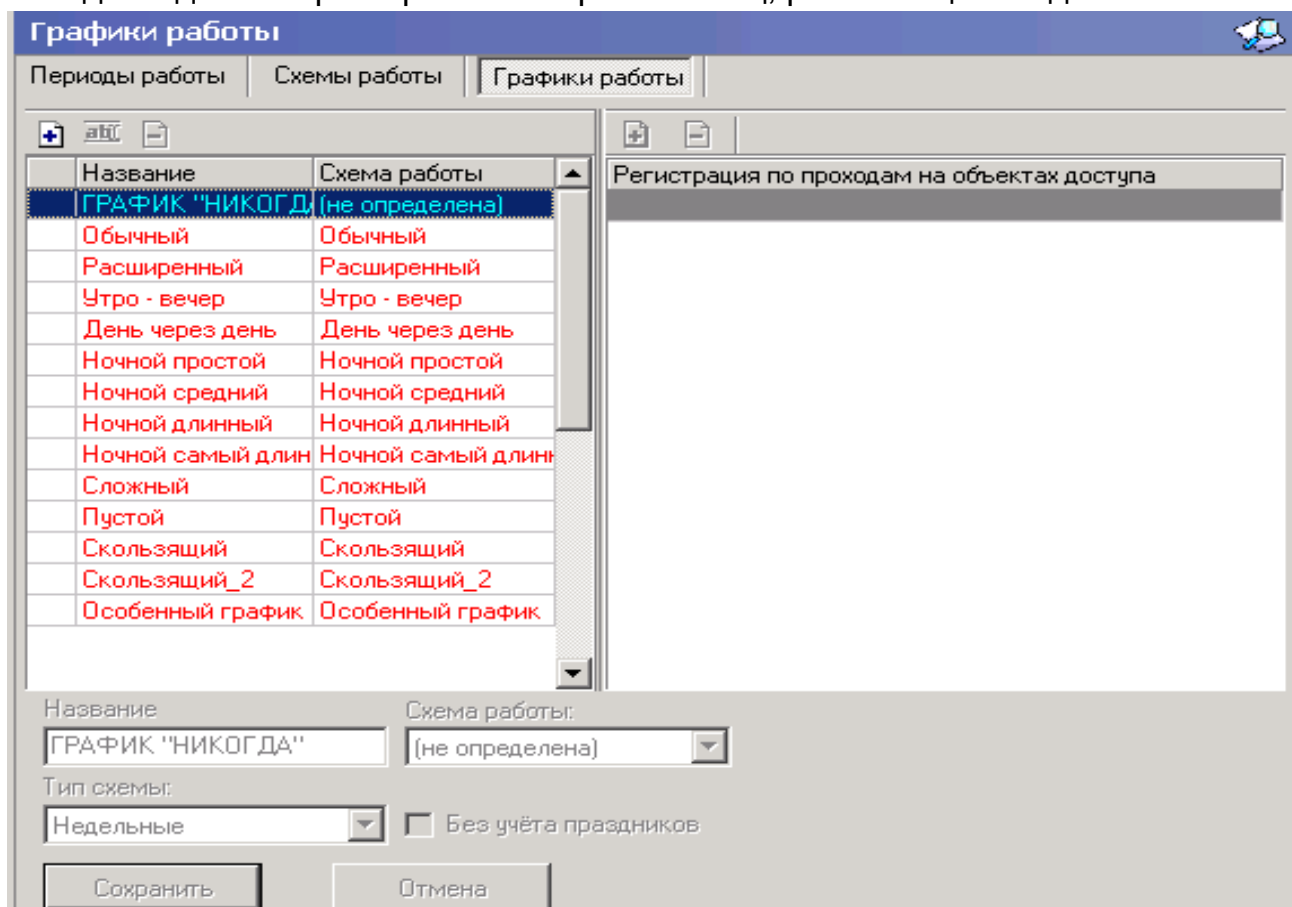 Графики работы
Периоды работы Схемы работы Графики работы
Название Схема работы Регистрация по проходам на объектах доступа
ГРАФИК "НИКОГДА (не определена)
Обычный Обычный
Расширенный Расширенный
Утро - вечер Утро - вечер
День через день День через день
Ночной простой Ночной простой
Ночной средний Ночной средний
Ночной длинный Ночной длинный
Ночной самый длин Ночной самый длинн
Сложный Сложный
Пустой Пустой
Скользящий Скользящий
Скользящий_2 Скользящий_2
Особенный график Особенный график
Название Схема работы:
ГРАФИК "НИКОГДА" (не определена)
Тип схемы:
Недельные Без учёта праздников
Сохранить Отмена